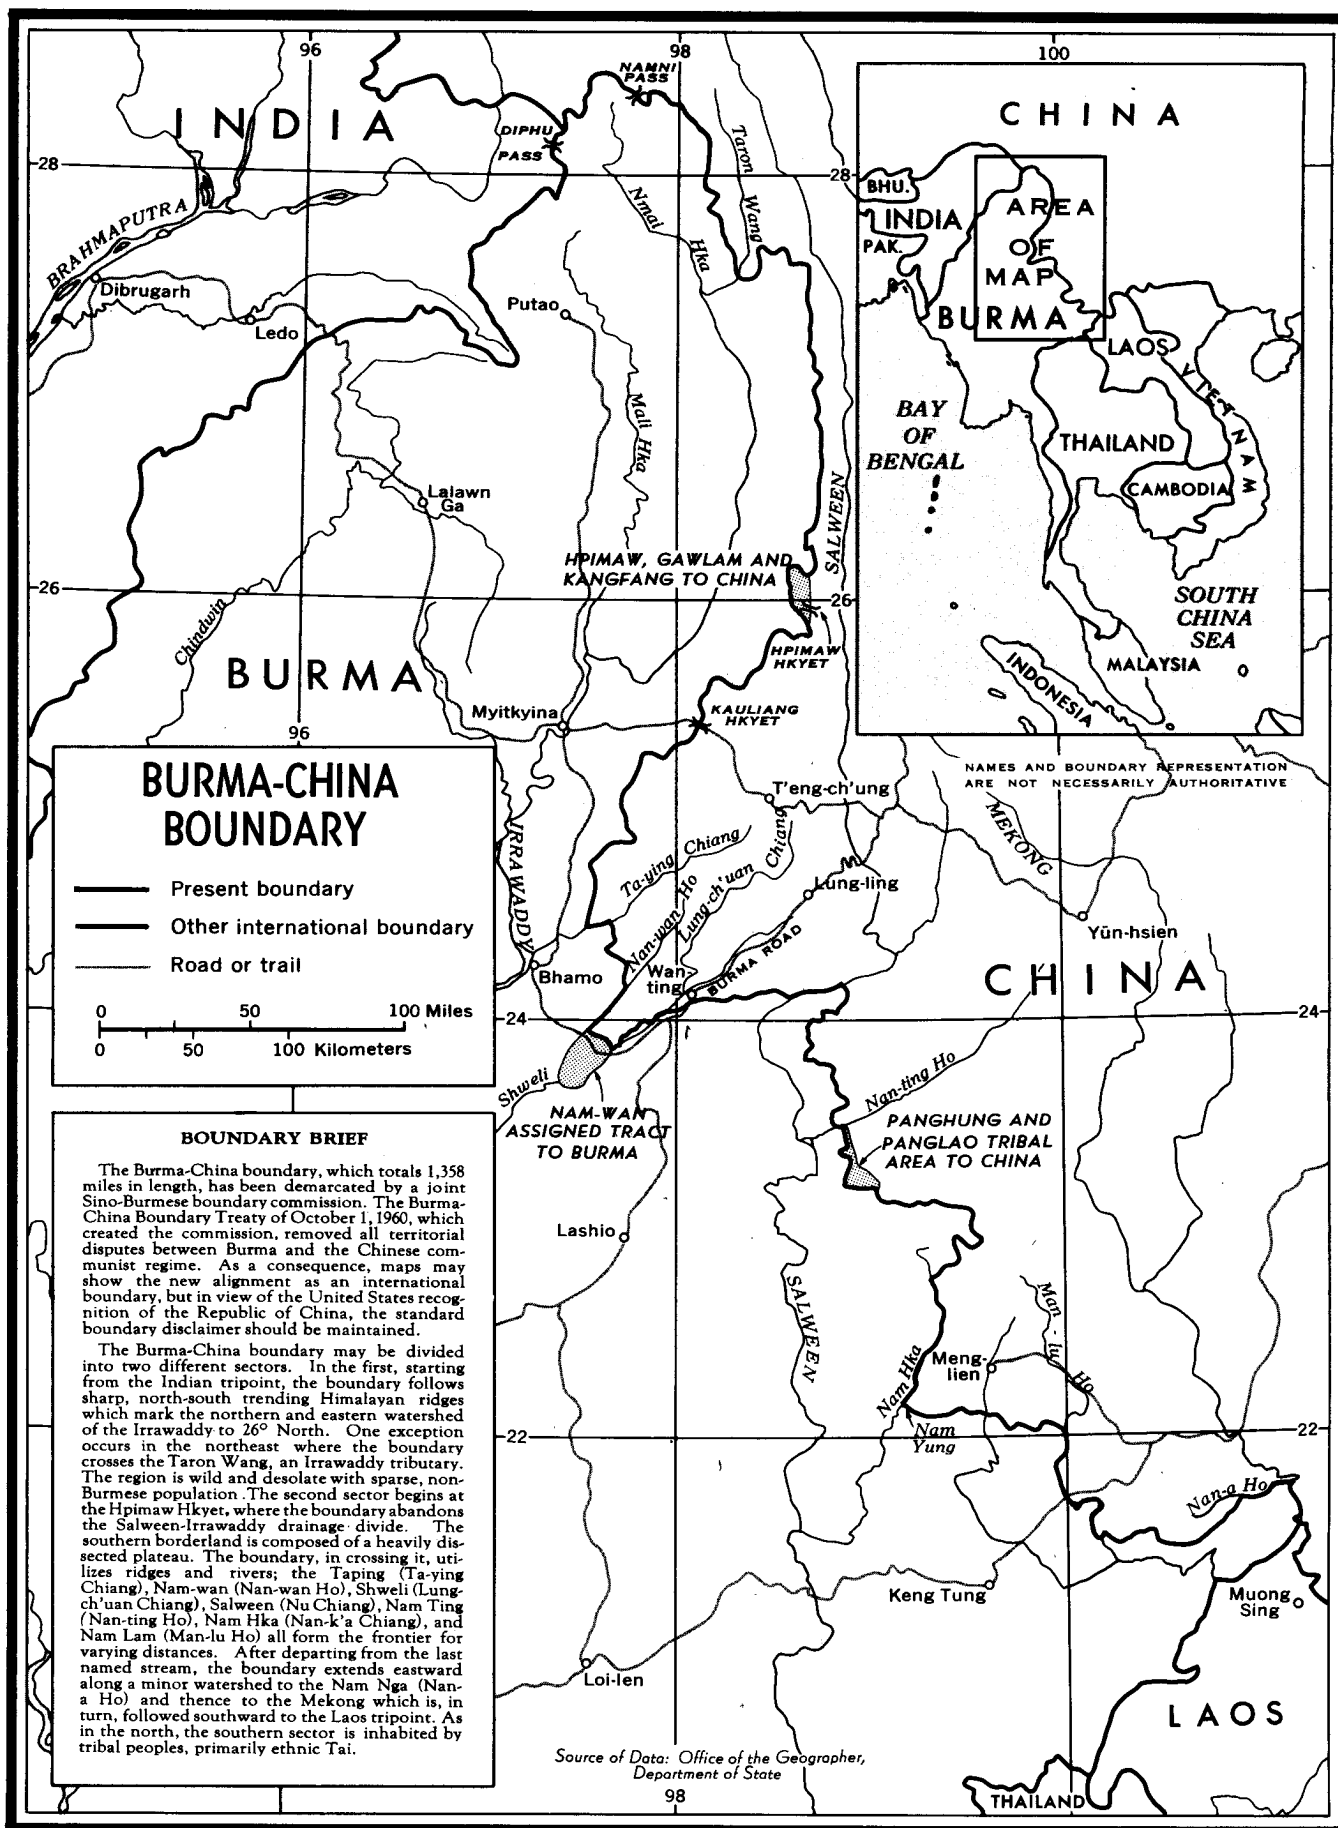 96
98
100
INDIA
NAMNI
PASS
DIPHU
PASS
28
28
BRAHMAPUTRA
Dibrugarh
Ledo
Putao
Nmai
Hka
Taron
Wang
Mali Hka
SALWEEN
Lalawn
Ga
HPIMAW, GAWLAM AND
KANGFANG TO CHINA
26
26
Chindwin
BURMA
HPIMAW
HKYET
KAULIANG
HKYET
Myitkyina
96
CHINA
BHU.
INDIA
PAK.
AREA
OF
MAP
BURMA
LAOS
VIETNAM
BAY
OF
BENGAL
THAILAND
CAMBODIA
SOUTH
CHINA
SEA
MALAYSIA
INDONESIA
NAMES AND BOUNDARY REPRESENTATION
ARE NOT NECESSARILY AUTHORITATIVE
BURMA-CHINA
BOUNDARY
Present boundary
Other international boundary
Road or trail
0 50 100 Miles
0 50 100 Kilometers
IRRAWADDY
T'eng-ch'ung
Ta-ying Chiang
Nan-wan Ho
Lung-ch'uan Chiang
Shuan
Lung-ling
MEKONG
Yün-hsien
Bhamo
Wan-
ting
BURMA ROAD
CHINA
24
24
Shweli
NAM-WAN
ASSIGNED TRACT
TO BURMA
Nan-ting Ho
PANGHUNG AND
PANGLAO TRIBAL
AREA TO CHINA
Lashio
SALWEEN
Man-lu Ho
Meng-
lien
Nam Hka
Nam
Yung
22
22
Nan-a Ho
Keng Tung
Muong
Sing
Loi-len
LAOS
THAILAND
98
Source of Data: Office of the Geographer,
Department of State
BOUNDARY BRIEF
The Burma-China boundary, which totals 1,358
miles in length, has been demarcated by a joint
Sino-Burmese boundary commission. The Burma-
China Boundary Treaty of October 1, 1960, which
created the commission, removed all territorial
disputes between Burma and the Chinese com-
munist regime. As a consequence, maps may
show the new alignment as an international
boundary, but in view of the United States recog-
nition of the Republic of China, the standard
boundary disclaimer should be maintained.
The Burma-China boundary may be divided
into two different sectors. In the first, starting
from the Indian tripoint, the boundary follows
sharp, north-south trending Himalayan ridges
which mark the northern and eastern watershed
of the Irrawaddy to 26° North. One exception
occurs in the northeast where the boundary
crosses the Taron Wang, an Irrawaddy tributary.
The region is wild and desolate with sparse, non-
Burmese population .The second sector begins at
the Hpimaw Hkyet, where the boundary abandons
the Salween-Irrawaddy drainage divide. The
southern borderland is composed of a heavily dis-
sected plateau. The boundary, in crossing it, uti-
lizes ridges and rivers; the Taping (Ta-ying
Chiang), Nam-wan (Nan-wan Ho), Shweli (Lung-
ch'uan Chiang), Salween (Nu Chiang), Nam Ting
(Nan-ting Ho), Nam Hka (Nan-k'a Chiang), and
Nam Lam (Man-lu Ho) all form the frontier for
varying distances. After departing from the last
named stream, the boundary extends eastward
along a minor watershed to the Nam Nga (Nan-
a Ho) and thence to the Mekong which is, in
turn, followed southward to the Laos tripoint. As
in the north, the southern sector is inhabited by
tribal peoples, primarily ethnic Tai.